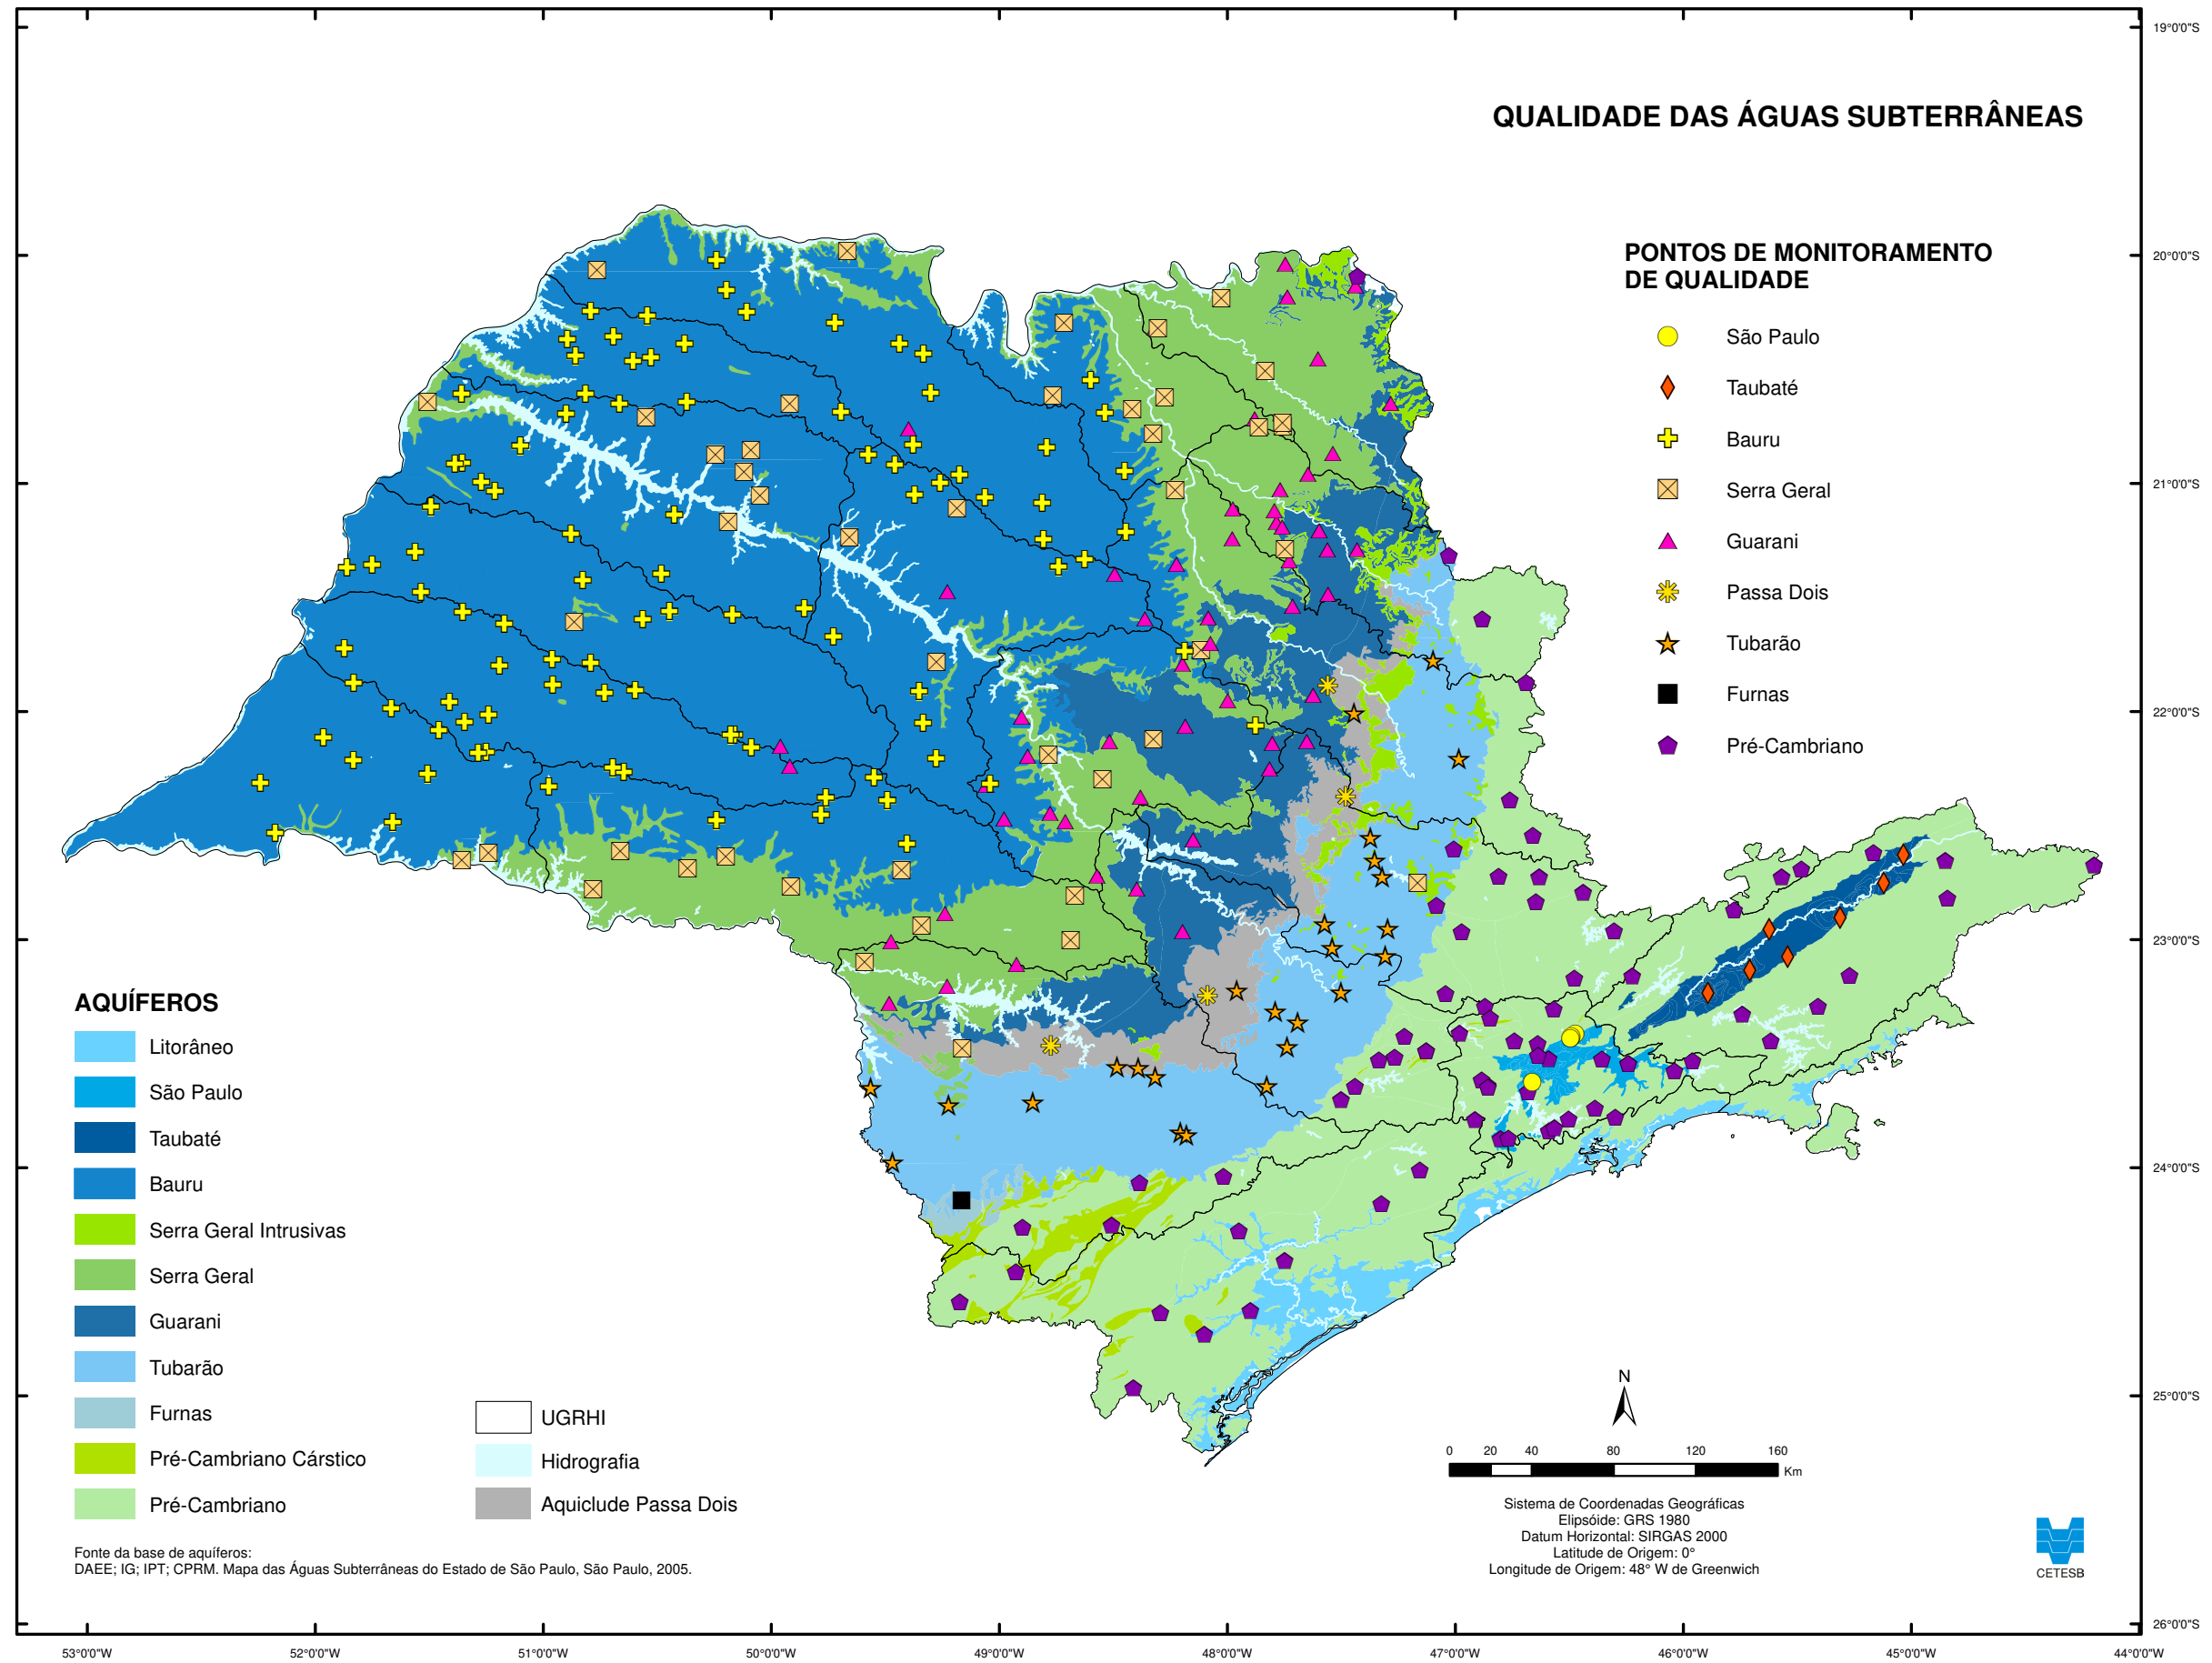 QUALIDADE DAS ÁGUAS SUBTERRÂNEAS
PONTOS DE MONITORAMENTO
DE QUALIDADE
São Paulo
Taubaté
Bauru
Serra Geral
Guarani
Passa Dois
Tubarão
Furnas
Pré-Cambriano
19°0'0"S
20°0'0"S
21°0'0"S
22°0'0"S
23°0'0"S
24°0'0"S
25°0'0"S
26°0'0"S
AQUÍFEROS
Litorâneo
São Paulo
Taubaté
Bauru
Serra Geral Intrusivas
Serra Geral
Guarani
Tubarão
Furnas
Pré-Cambriano Cárstico
Pré-Cambriano
UGRHI
Hidrografia
Aquiclude Passa Dois
Fonte da base de aquíferos:
DAEE; IG; IPT; CPRM. Mapa das Águas Subterrâneas do Estado de São Paulo, São Paulo, 2005.
N
0 20 40 80 120 160
Km
Sistema de Coordenadas Geográficas
Elipsóide: GRS 1980
Datum Horizontal: SIRGAS 2000
Latitude de Origem: 0°
Longitude de Origem: 48° W de Greenwich
CETESB
53°0'0"W 52°0'0"W 51°0'0"W 50°0'0"W 49°0'0"W 48°0'0"W 47°0'0"W 46°0'0"W 45°0'0"W 44°0'0"W